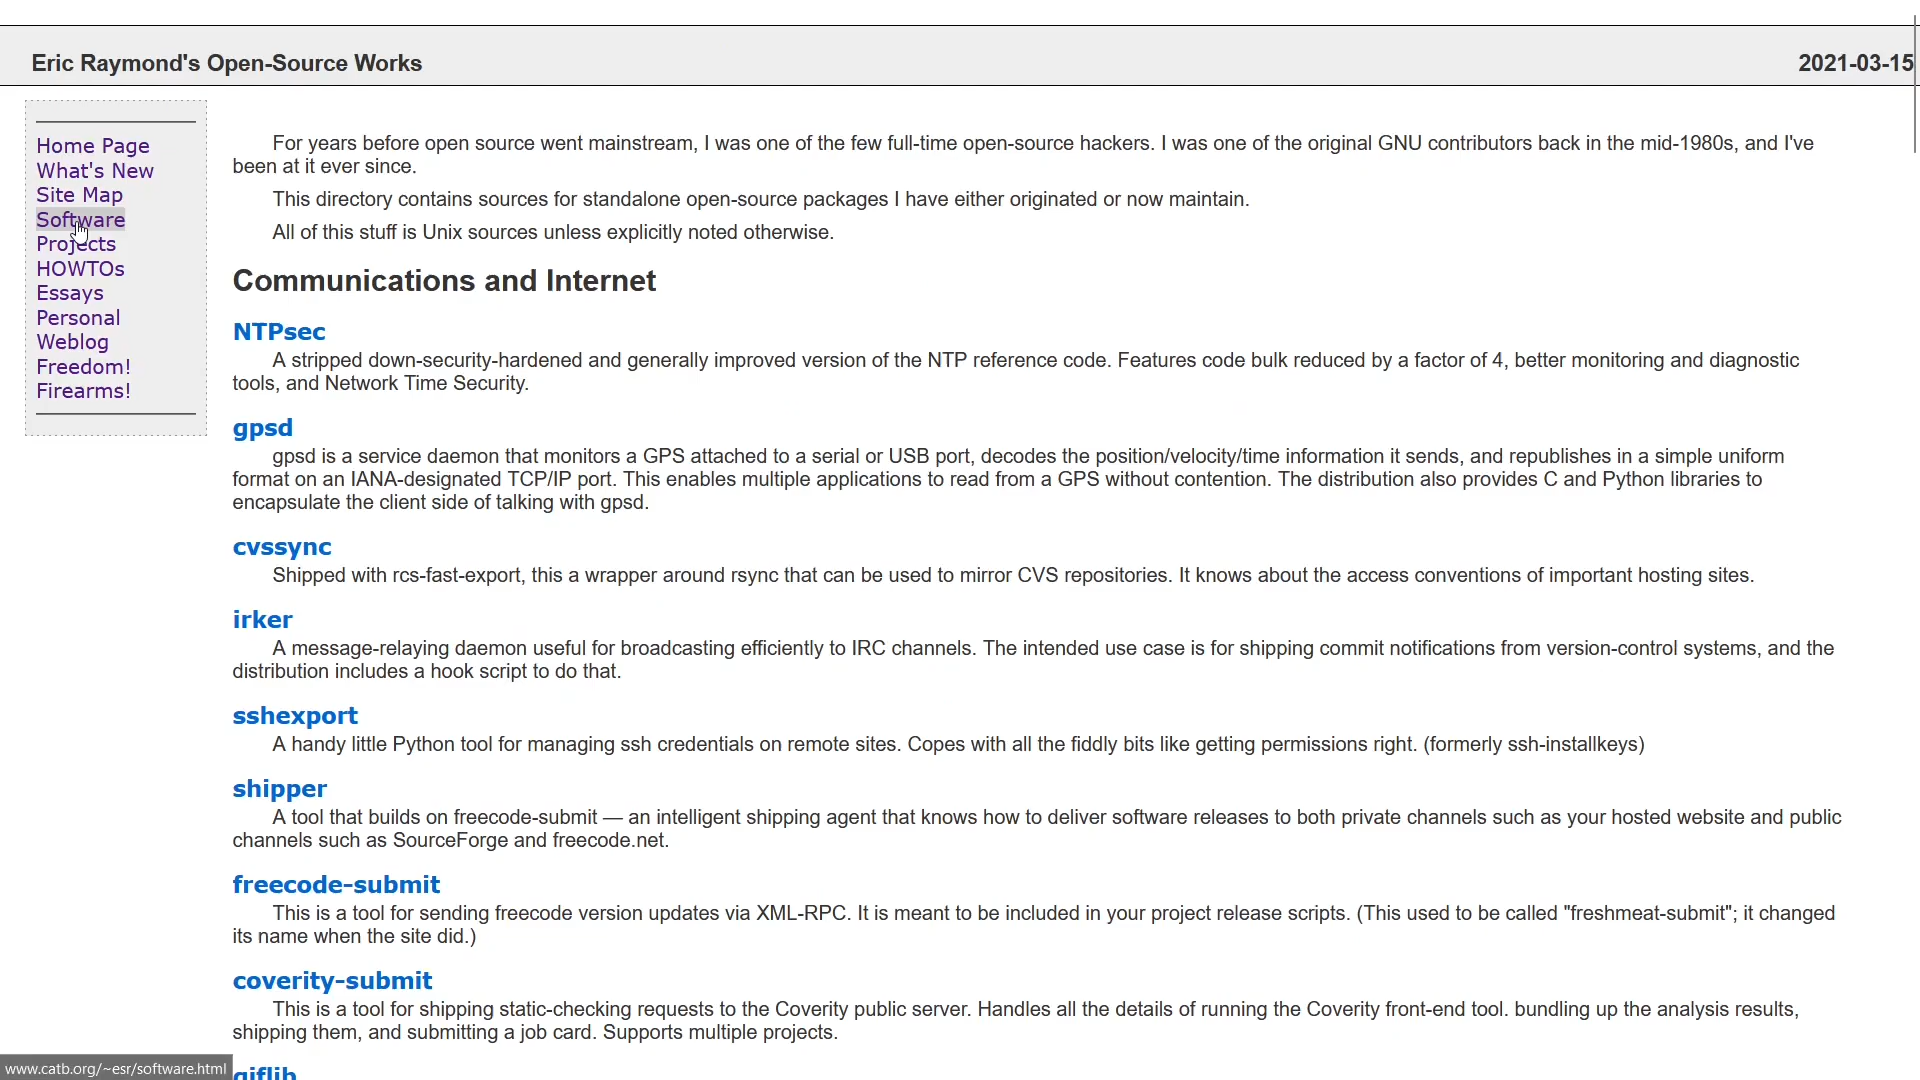 Eric Raymond's Open-Source Works
2021-03-15
Home Page
What's New
Site Map
Software
Projects
HOWTOs
Essays
Personal
Weblog
Freedom!
Firearms!
For years before open source went mainstream, I was one of the few full-time open-source hackers. I was one of the original GNU contributors back in the mid-1980s, and I've
been at it ever since.
This directory contains sources for standalone open-source packages I have either originated or now maintain.
All of this stuff is Unix sources unless explicitly noted otherwise.
Communications and Internet
NTPsec
A stripped down-security-hardened and generally improved version of the NTP reference code. Features code bulk reduced by a factor of 4, better monitoring and diagnostic
tools, and Network Time Security.
gpsd
gpsd is a service daemon that monitors a GPS attached to a serial or USB port, decodes the position/velocity/time information it sends, and republishes in a simple uniform
format on an IANA-designated TCP/IP port. This enables multiple applications to read from a GPS without contention. The distribution also provides C and Python libraries to
encapsulate the client side of talking with gpsd.
cvssync
Shipped with rcs-fast-export, this a wrapper around rsync that can be used to mirror CVS repositories. It knows about the access conventions of important hosting sites.
irker
A message-relaying daemon useful for broadcasting efficiently to IRC channels. The intended use case is for shipping commit notifications from version-control systems, and the
distribution includes a hook script to do that.
sshexport
A handy little Python tool for managing ssh credentials on remote sites. Copes with all the fiddly bits like getting permissions right. (formerly ssh-installkeys)
shipper
A tool that builds on freecode-submit — an intelligent shipping agent that knows how to deliver software releases to both private channels such as your hosted website and public
channels such as SourceForge and freecode.net.
freecode-submit
This is a tool for sending freecode version updates via XML-RPC. It is meant to be included in your project release scripts. (This used to be called "freshmeat-submit"; it changed
its name when the site did.)
coverity-submit
This is a tool for shipping static-checking requests to the Coverity public server. Handles all the details of running the Coverity front-end tool. bundling up the analysis results,
shipping them, and submitting a job card. Supports multiple projects.
giflib
www.catb.org/~esr/software.html